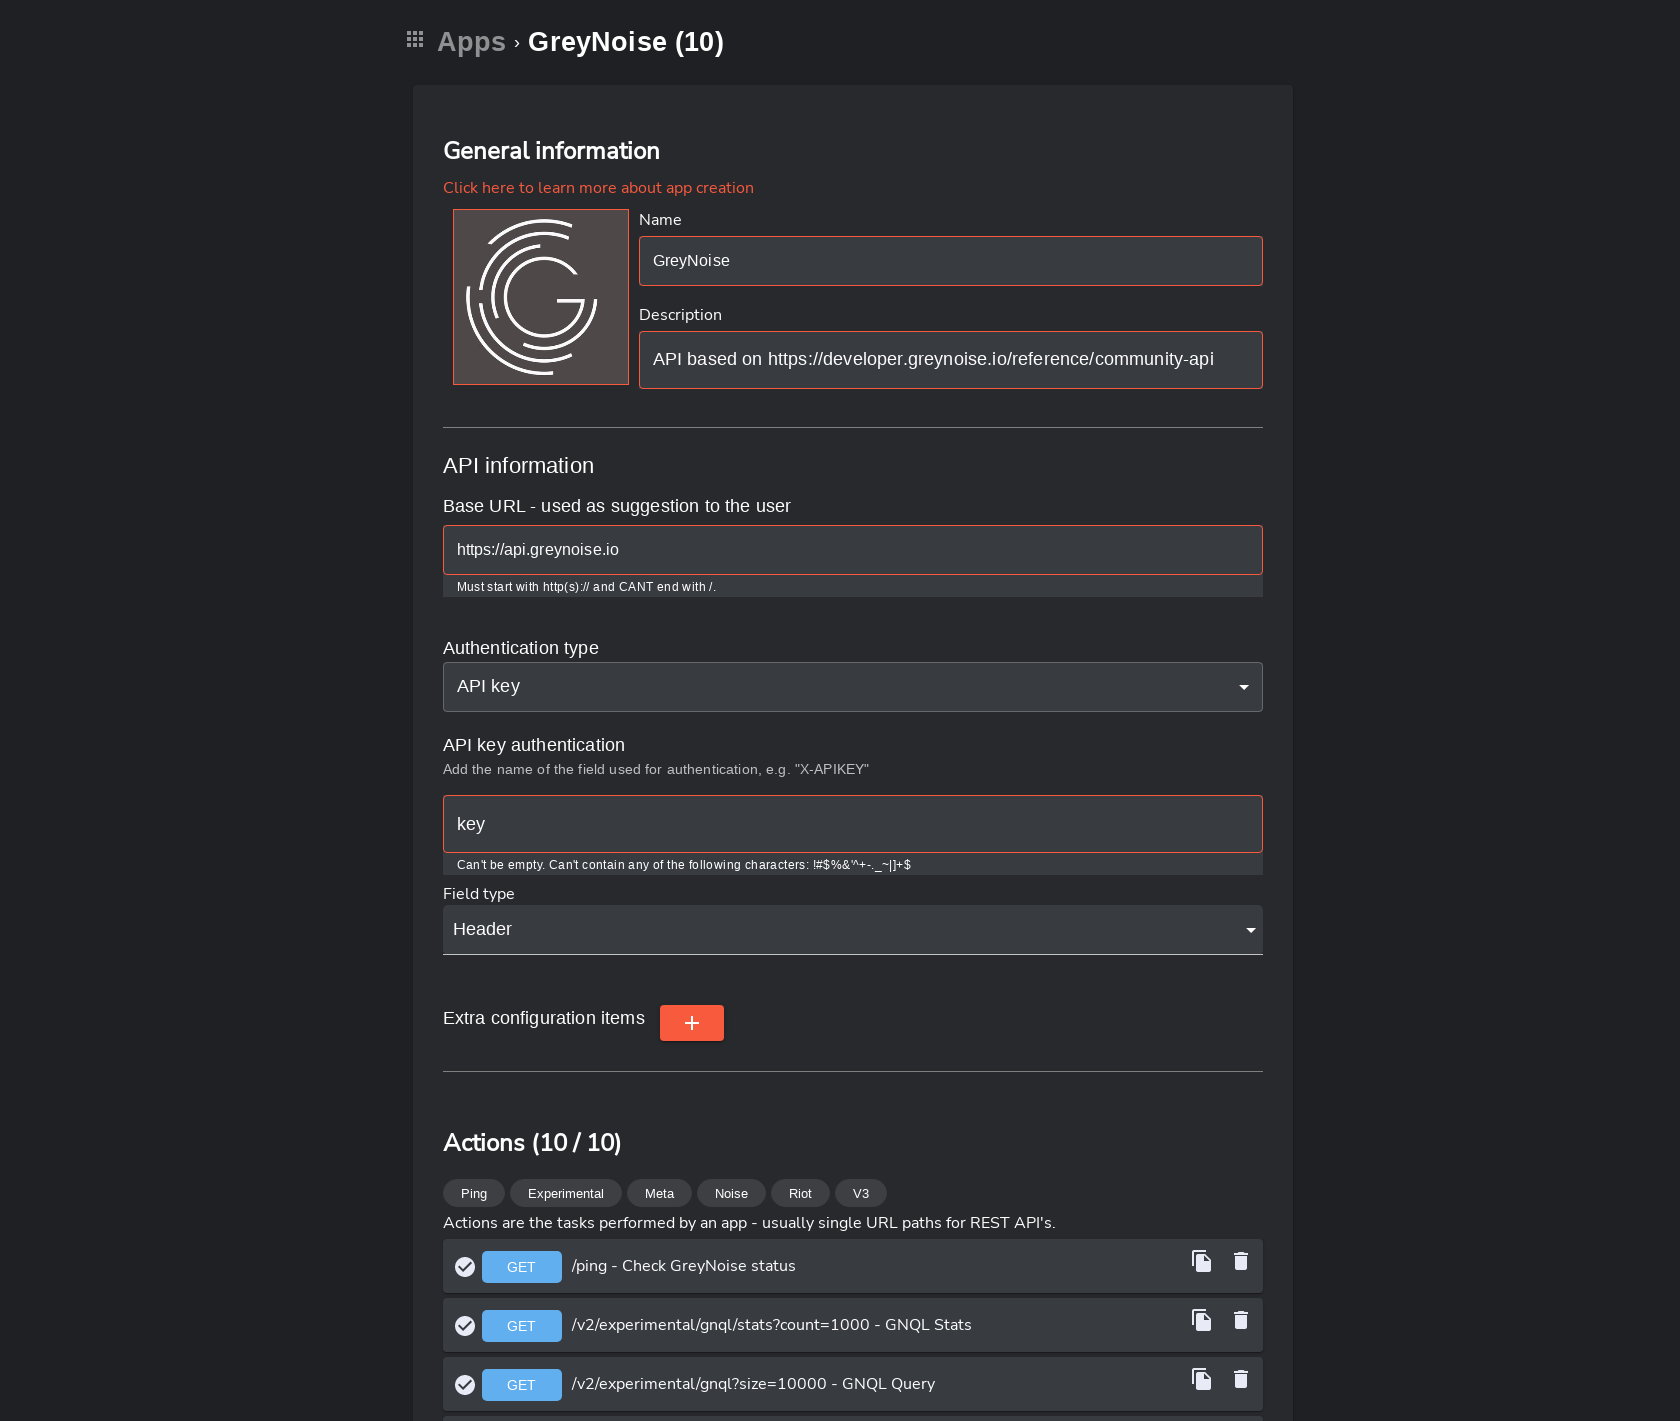 Apps › GreyNoise (10)
General information
Click here to learn more about app creation
Name
GreyNoise
Description
API based on https://developer.greynoise.io/reference/community-api
API information
Base URL - used as suggestion to the user
https://api.greynoise.io
Must start with http(s):// and CANT end with /.
Authentication type
API key
API key authentication
Add the name of the field used for authentication, e.g. "X-APIKEY"
key
Can't be empty. Can't contain any of the following characters: !#$%&'^+-._~|]+$
Field type
Header
Extra configuration items
Actions (10 / 10)
Ping Experimental Meta Noise Riot V3
Actions are the tasks performed by an app - usually single URL paths for REST API's.
GET /ping - Check GreyNoise status
GET /v2/experimental/gnql/stats?count=1000 - GNQL Stats
GET /v2/experimental/gnql?size=10000 - GNQL Query